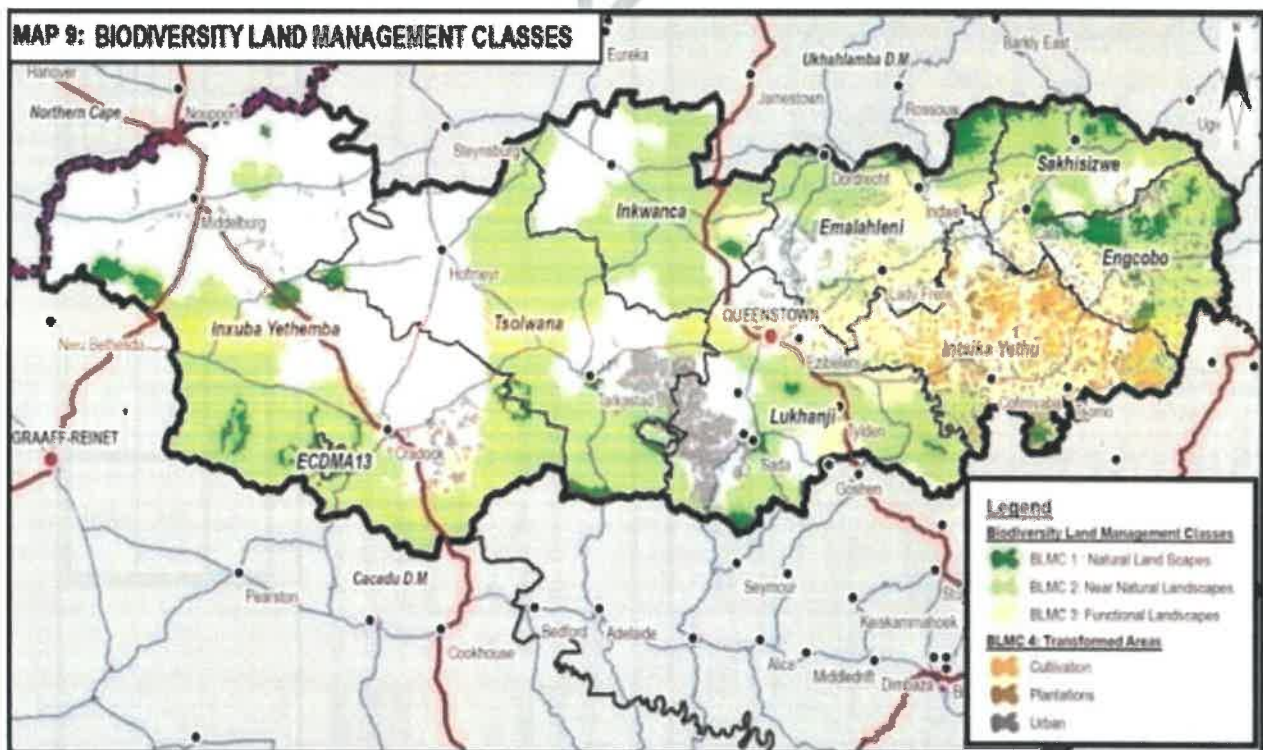 MAP 9: BIODIVERSITY LAND MANAGEMENT CLASSES
Eureka
Barkly East
Ukhahlamba D.M
N
Hanover
Jamestown
Rossouw
Northern Cape
Noupoort
Steynsburg
Sakhisizwe
Dordrecht
Inkwanca
Emalahleni
Indwe
Middelburg
Cala
Engcobo
Hofmeyr
Lady Frere
Inxuba Yethemba
Tsolwana
QUEENSTOWN
New Bethesda
Intsika Yethu
Ezibeleni
Tarkastad
Cofimvaba
Tsomo
Lukhanji
GRAAFF-REINET
Tylden
ECDMA13
Cradock
Sada
Goshen
Cacadu D.M
Seymour
Pearston
Keiskammahoek
Bedford
Adelaide
Cookhouse
Alice
Middledrift
Dimbaza
Legend
Biodiversity Land Management Classes
BLMC 1 : Natural Land Scapes
BLMC 2: Near Natural Landscapes
BLMC 3: Functional Landscapes
BLMC 4: Transformed Areas
Cultivation
Plantations
Urban